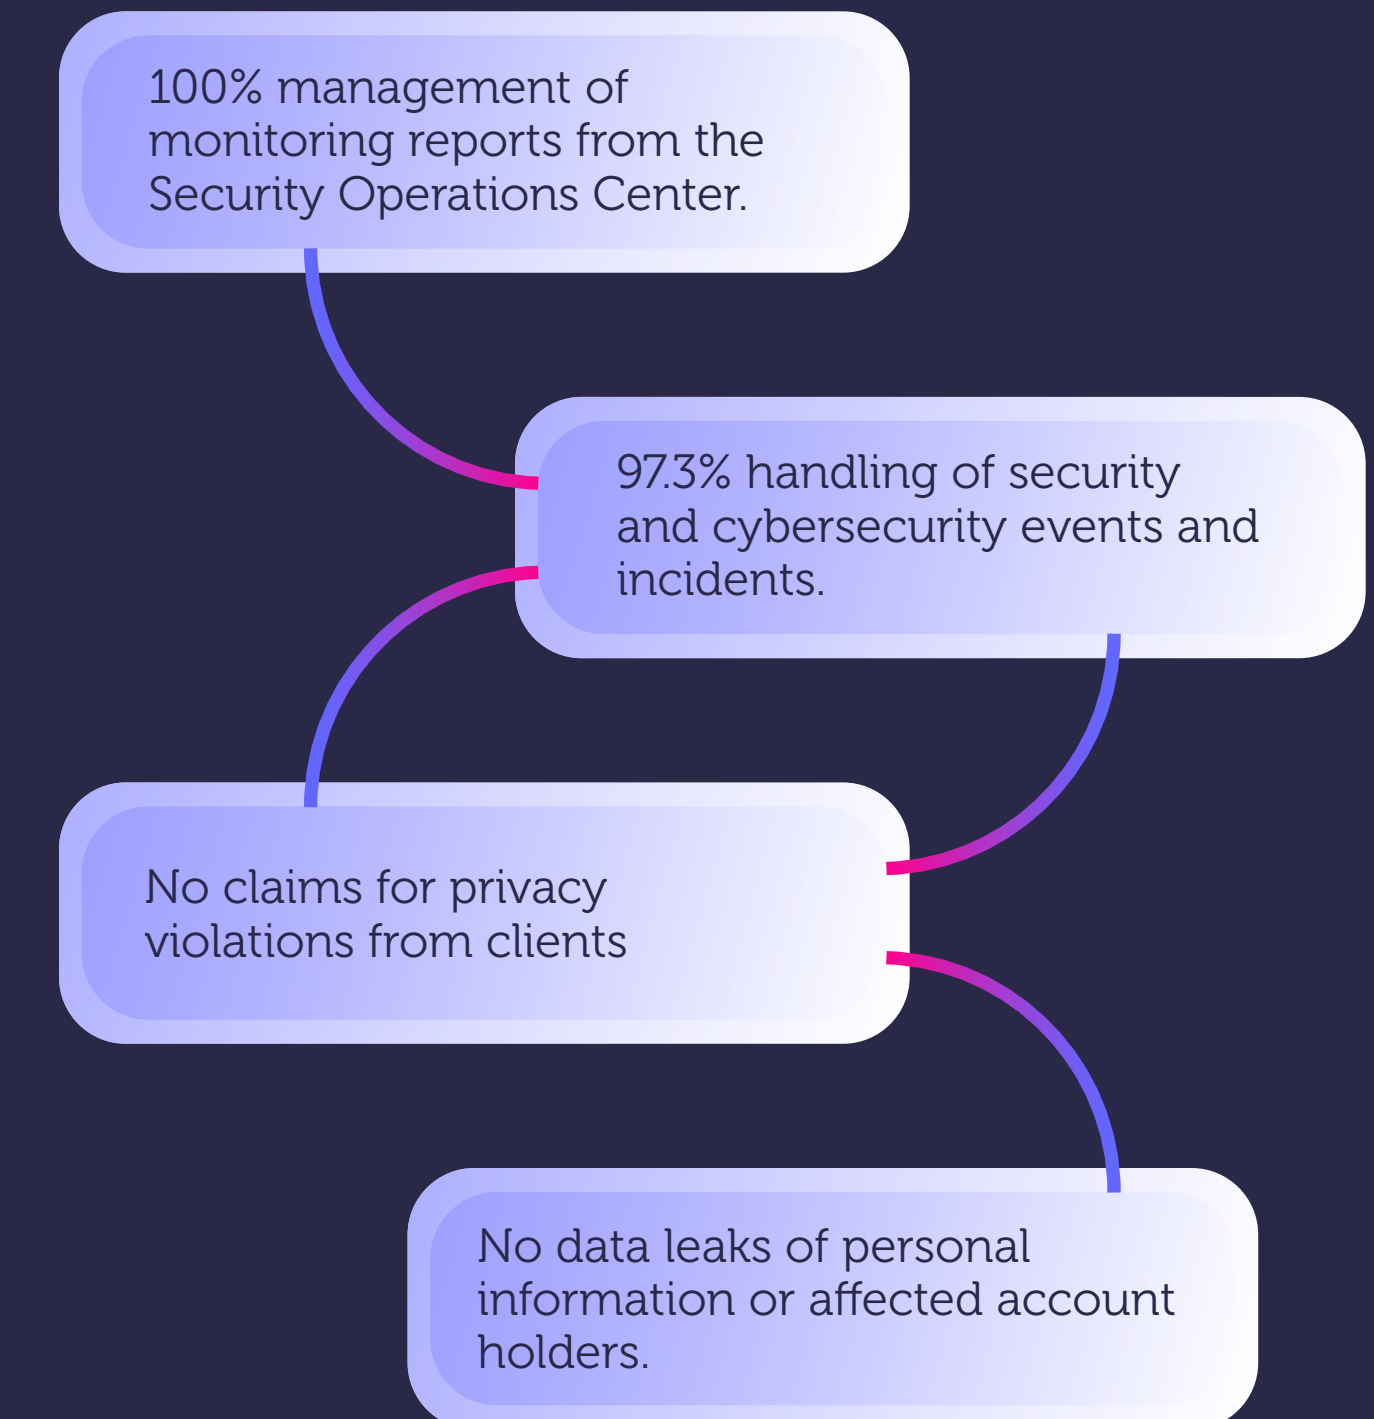 100% management of
monitoring reports from the
Security Operations Center.
97.3% handling of security
and cybersecurity events and
incidents.
No claims for privacy
violations from clients
No data leaks of personal
information or affected account
holders.